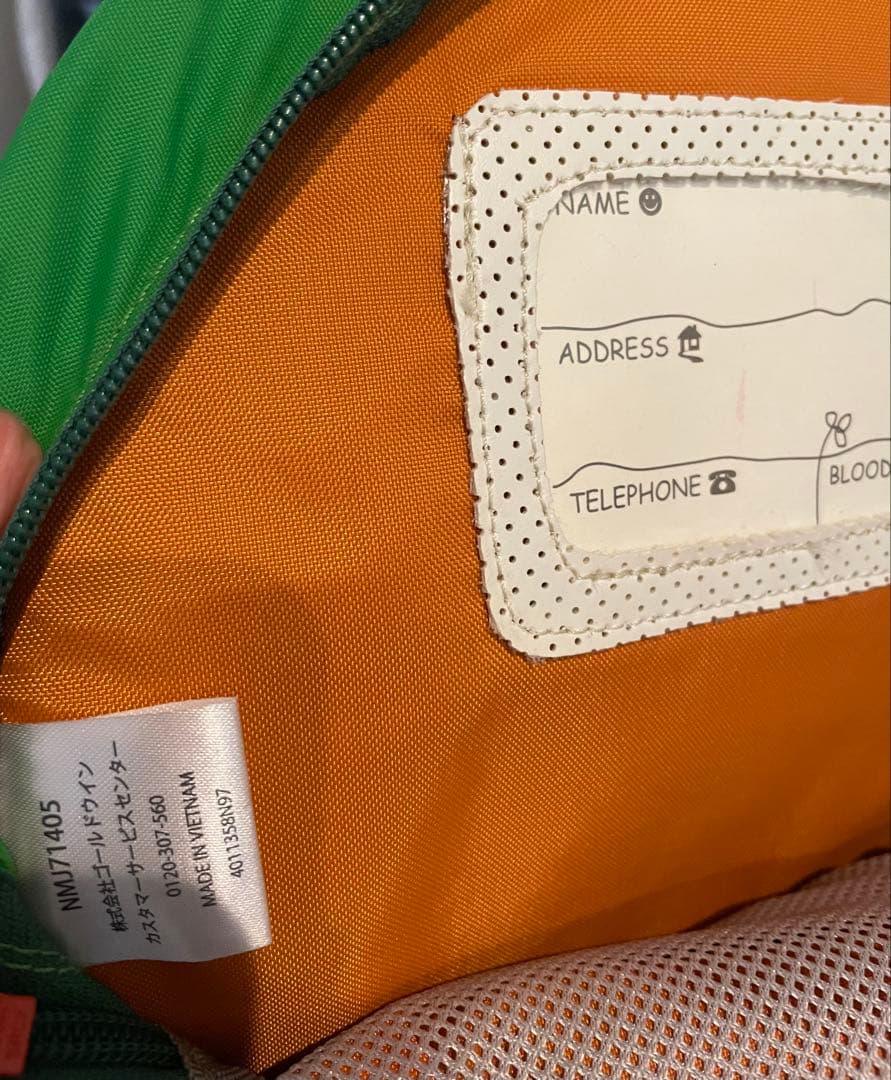 NAME
ADDRESS
TELEPHONE
BLOOD
NMJ71405
株式会社ゴールドウイン
カスタマーサービスセンター
0120-307-560
MADE IN VIETNAM
4011358N97